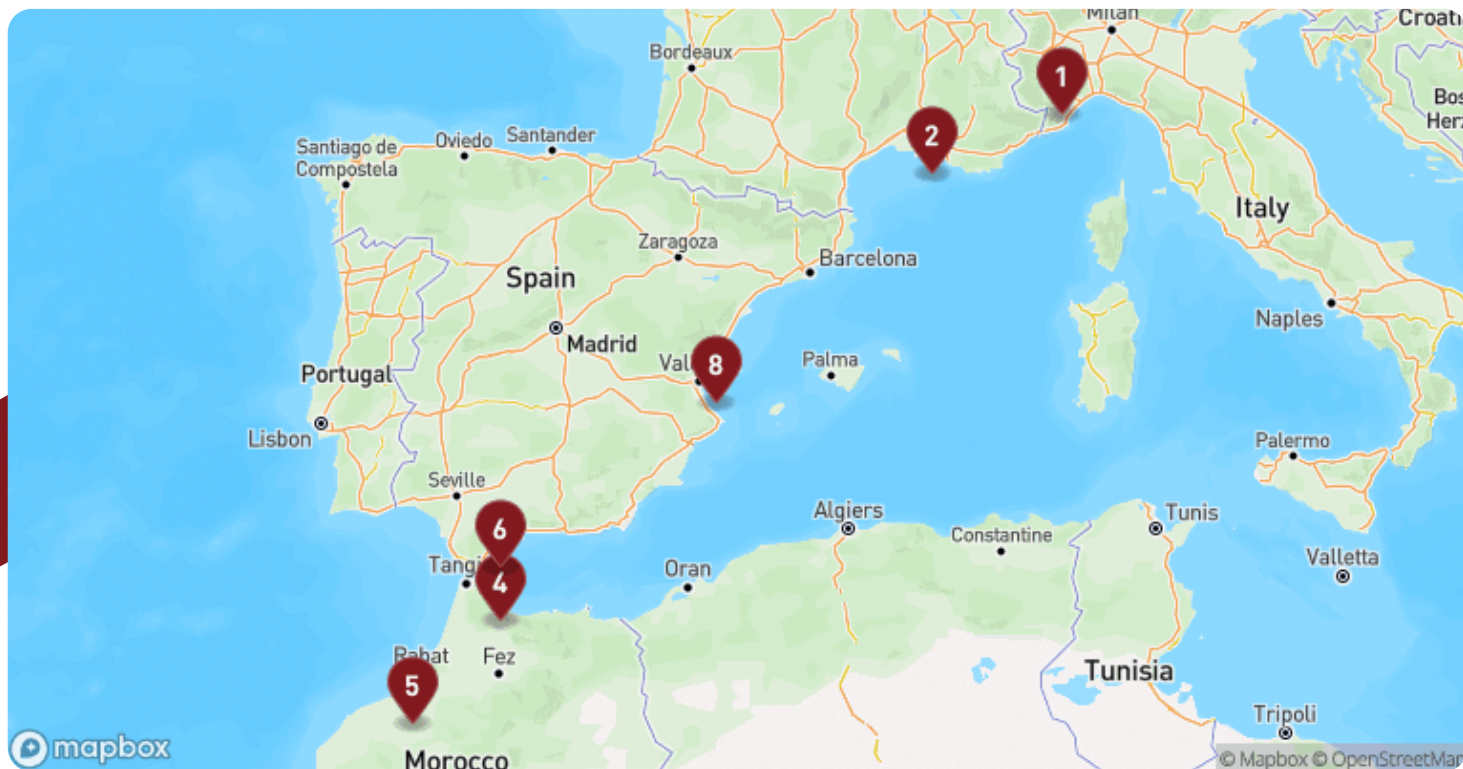 Milan
Croati
Bordeaux
1
Bos
Herz
2
Oviedo
Santander
Santiago de
Compostela
Italy
Zaragoza
Barcelona
Spain
Naples
Madrid
Val
8
Palma
Portugal
Lisbon
Palermo
Seville
Algiers
Tunis
6
Constantine
Tangi
4
Oran
Valletta
Rabat
Fez
5
Tunisia
Tripoli
mapbox
Morocco
© Mapbox © OpenStreetMap